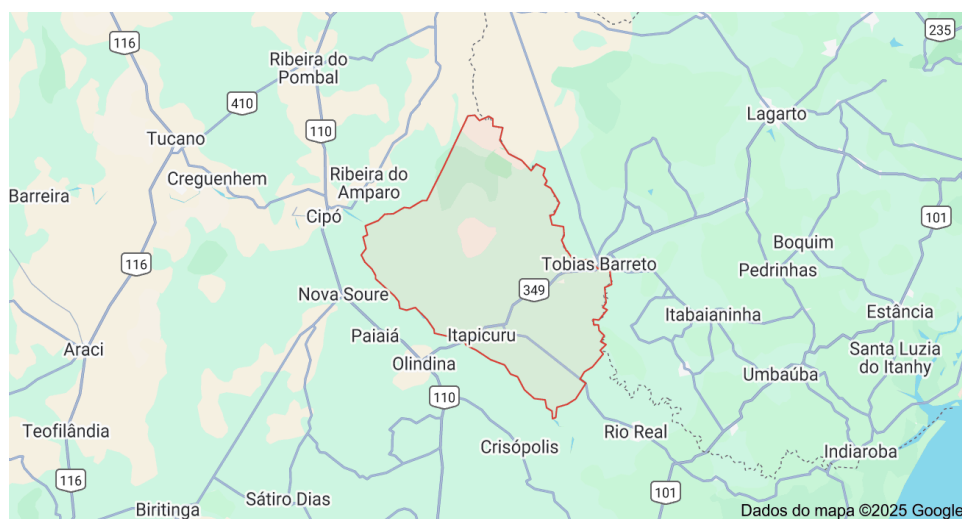 116
235
Ribeira do
Pombal
410
Lagarto
110
Tucano
Creguenhem
Ribeira do
Amparo
Barreira
Cipó
101
Boquim
116
Tobias Barreto
Pedrinhas
349
Nova Soure
Estância
Itabaianinha
Paiaiá
Itapicuru
Araci
Olindina
Santa Luzia
do Itanhy
Umbaúba
110
Teofilândia
Rio Real
Crisópolis
Indiaroba
116
101
Sátiro Dias
Biritinga
Dados do mapa ©2025 Google